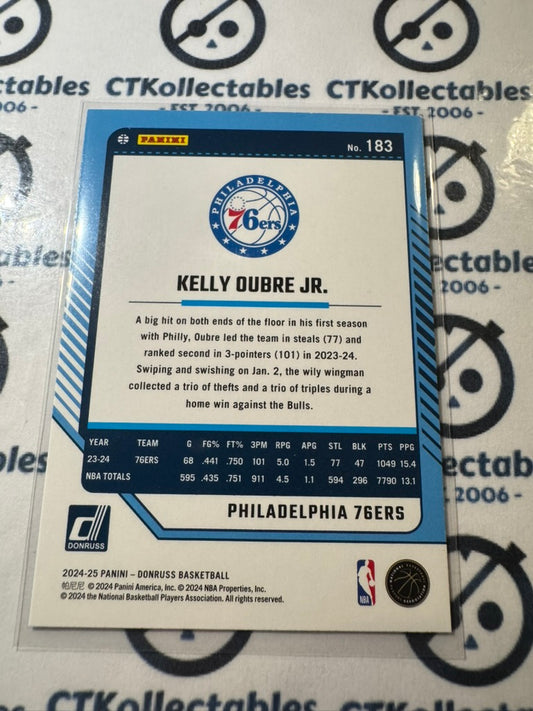 CTKollectables
CTKollectables
- EST. 2006 -
- EST. 2006 -
PANINI
No. 183
PHILADELPHIA
76ers
KELLY OUBRE JR.
A big hit on both ends of the floor in his first season
with Philly, Oubre led the team in steals (77) and
ranked second in 3-pointers (101) in 2023-24.
Swiping and swishing on Jan. 2, the wily wingman
collected a trio of thefts and a trio of triples during a
home win against the Bulls.
YEAR TEAM G FG% FT% 3PM RPG APG STL BLK PTS PPG
23-24 76ERS 68 .441 .750 101 5.0 1.5 77 47 1049 15.4
NBA TOTALS 595 .435 .751 911 4.5 1.1 594 296 7790 13.1
PHILADELPHIA 76ERS
DONRUSS
2024-25 PANINI – DONRUSS BASKETBALL
帕尼尼 © 2024 Panini America, Inc. © 2024 NBA Properties, Inc.
© 2024 the National Basketball Players Association. All rights reserved.
NBA
CTKollectables
CTKollectables